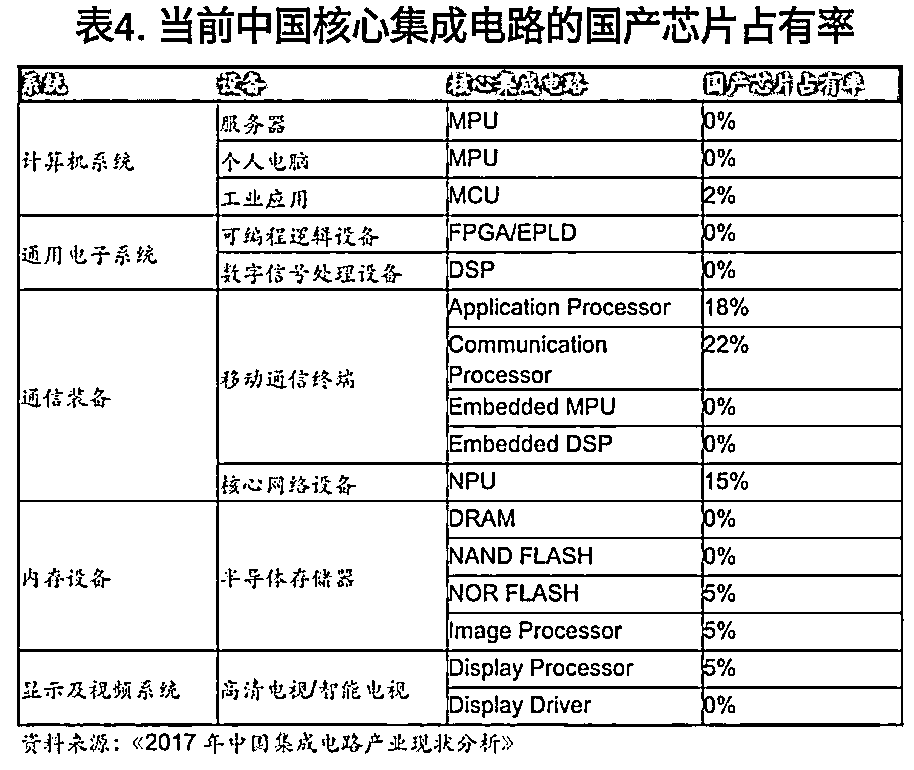 表4. 当前中国核心集成电路的国产芯片占有率
系统 设备 核心集成电路 国产芯片占有率
计算机系统 服务器 MPU 0%
个人电脑 MPU 0%
工业应用 MCU 2%
通用电子系统 可编程逻辑设备 FPGA/EPLD 0%
数字信号处理设备 DSP 0%
通信装备 移动通信终端 Application Processor 18%
Communication 22%
Processor
Embedded MPU 0%
Embedded DSP 0%
核心网络设备 NPU 15%
内存设备 半导体存储器 DRAM 0%
NAND FLASH 0%
NOR FLASH 5%
Image Processor 5%
显示及视频系统 高清电视/智能电视 Display Processor 5%
Display Driver 0%
资料来源:《2017年中国集成电路产业现状分析》